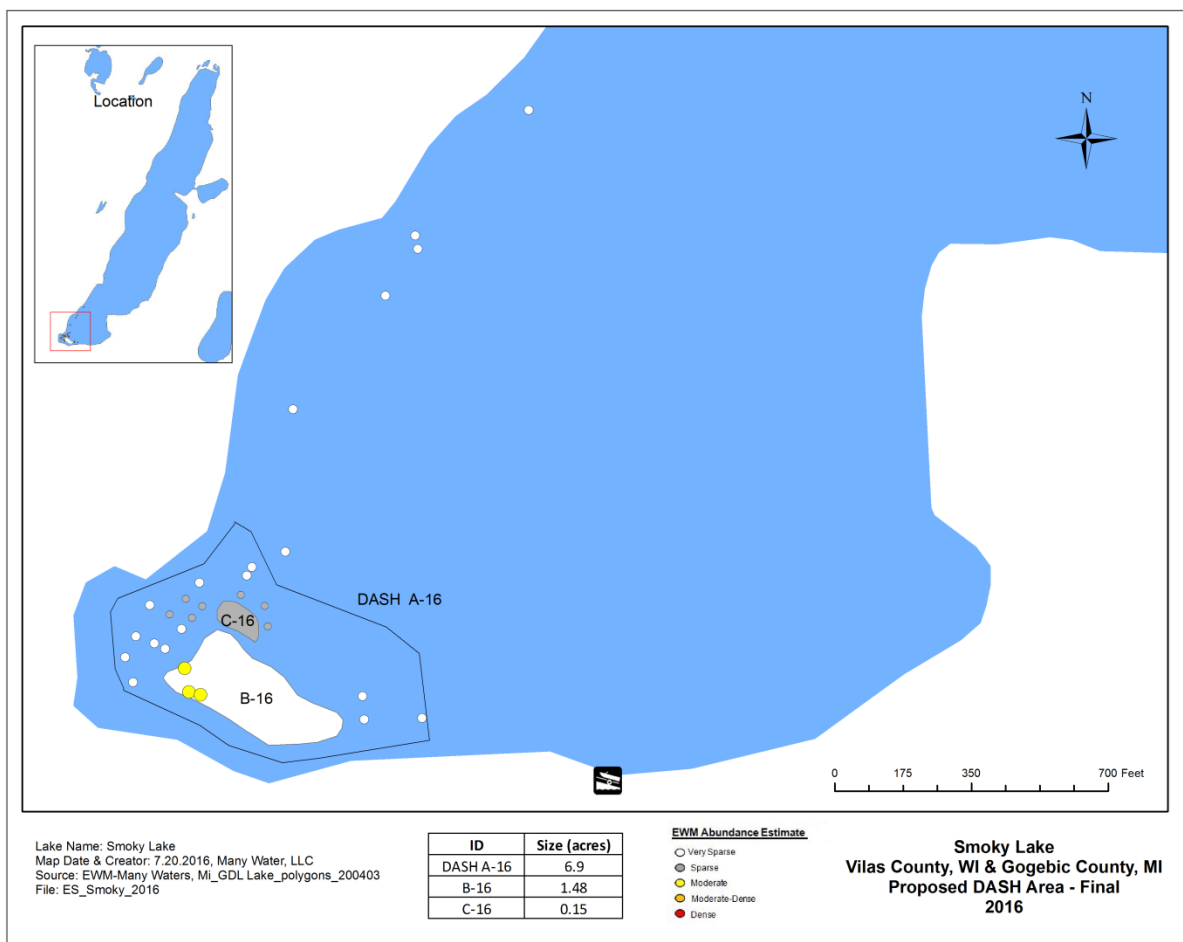 Location
N
DASH A-16
C-16
B-16
0 175 350 700 Feet
Lake Name: Smoky Lake
Map Date & Creator: 7.20.2016, Many Water, LLC
Source: EWM-Many Waters, Mi_GDL Lake_polygons_200403
File: ES_Smoky_2016
ID Size (acres)
DASH A-16 6.9
B-16 1.48
C-16 0.15
EWM Abundance Estimate
Very Sparse
Sparse
Moderate
Moderate-Dense
Dense
Smoky Lake
Vilas County, WI & Gogebic County, MI
Proposed DASH Area - Final
2016